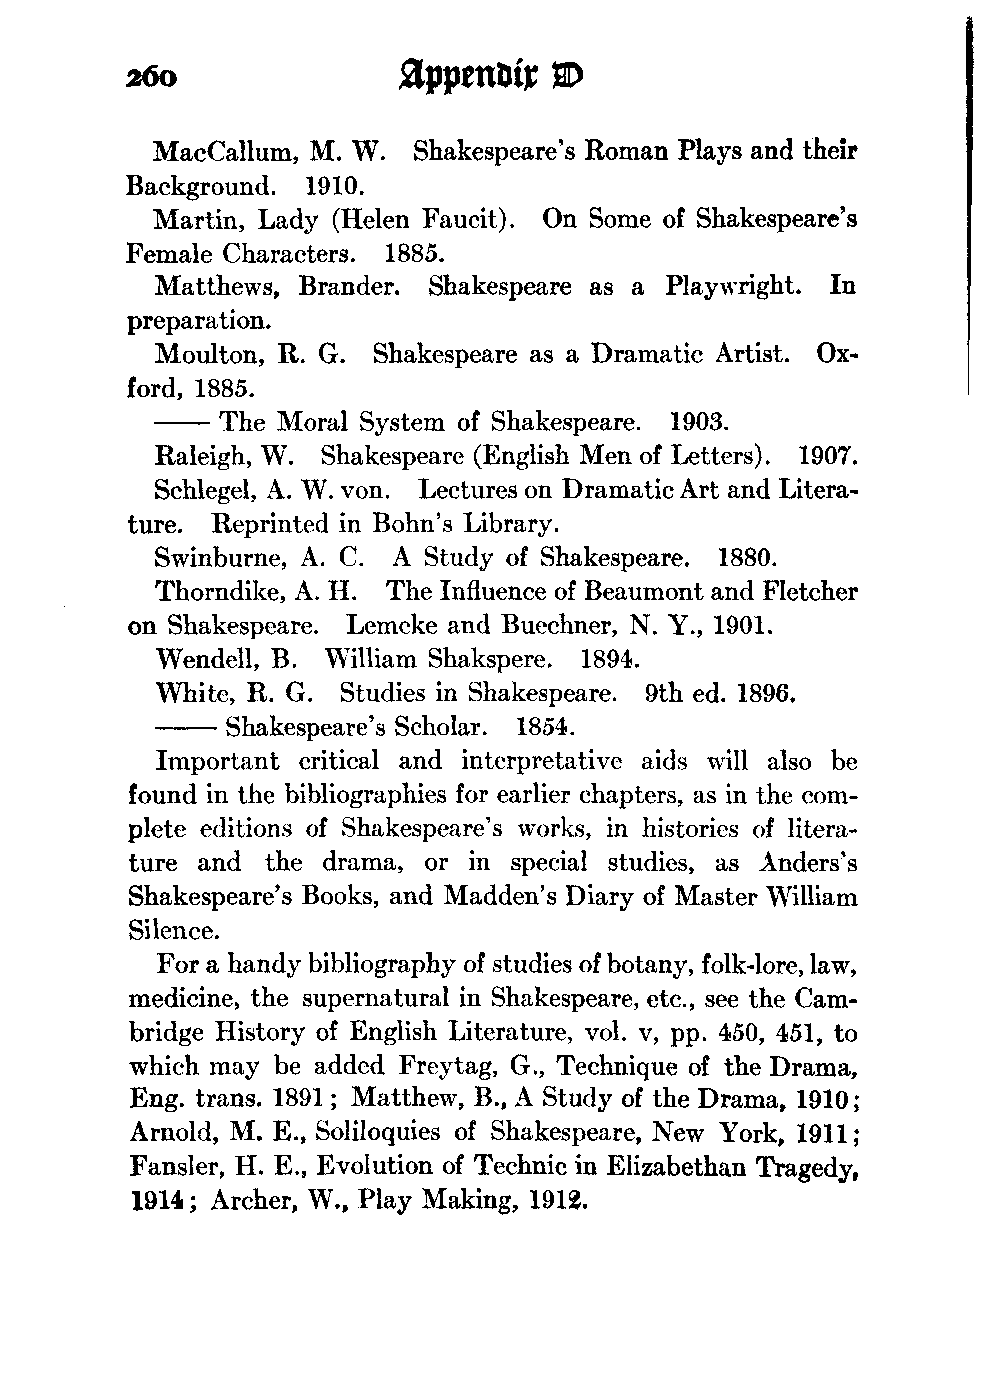 260 Appendix D
MacCallum, M. W. Shakespeare's Roman Plays and their
Background. 1910.
Martin, Lady (Helen Faucit). On Some of Shakespeare's
Female Characters. 1885.
Matthews, Brander. Shakespeare as a Playwright. In
preparation.
Moulton, R. G. Shakespeare as a Dramatic Artist. Ox-
ford, 1885.
—— The Moral System of Shakespeare. 1903.
Raleigh, W. Shakespeare (English Men of Letters). 1907.
Schlegel, A. W. von. Lectures on Dramatic Art and Litera-
ture. Reprinted in Bohn's Library.
Swinburne, A. C. A Study of Shakespeare. 1880.
Thorndike, A. H. The Influence of Beaumont and Fletcher
on Shakespeare. Lemcke and Buechner, N. Y., 1901.
Wendell, B. William Shakspere. 1894.
White, R. G. Studies in Shakespeare. 9th ed. 1896.
—— Shakespeare's Scholar. 1854.
Important critical and interpretative aids will also be
found in the bibliographies for earlier chapters, as in the com-
plete editions of Shakespeare's works, in histories of litera-
ture and the drama, or in special studies, as Anders's
Shakespeare's Books, and Madden's Diary of Master William
Silence.
For a handy bibliography of studies of botany, folk-lore, law,
medicine, the supernatural in Shakespeare, etc., see the Cam-
bridge History of English Literature, vol. v, pp. 450, 451, to
which may be added Freytag, G., Technique of the Drama,
Eng. trans. 1891; Matthew, B., A Study of the Drama, 1910;
Arnold, M. E., Soliloquies of Shakespeare, New York, 1911;
Fansler, H. E., Evolution of Technic in Elizabethan Tragedy,
1914; Archer, W., Play Making, 1912.